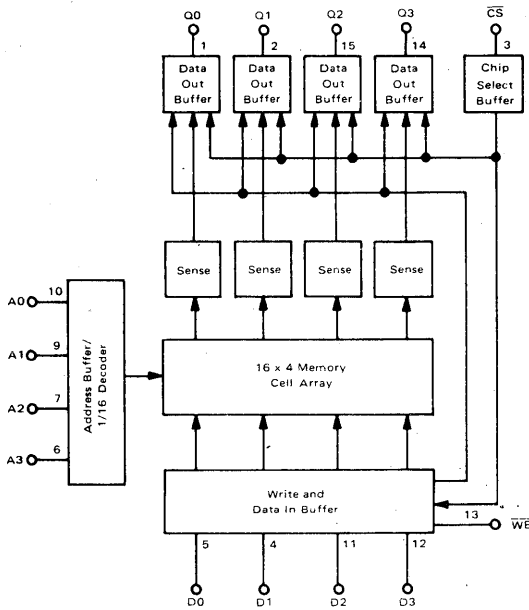 Q0 Q1 Q2 Q3 CS
1 2 15 14 3
Data Out Buffer
Data Out Buffer
Data Out Buffer
Data Out Buffer
Chip Select Buffer
Sense Sense Sense Sense
A0 10
A1 9
A2 7
A3 6
Address Buffer/
1/16 Decoder
16 x 4 Memory
Cell Array
Write and
Data In Buffer
13 WE
5 4 11 12
D0 D1 D2 D3